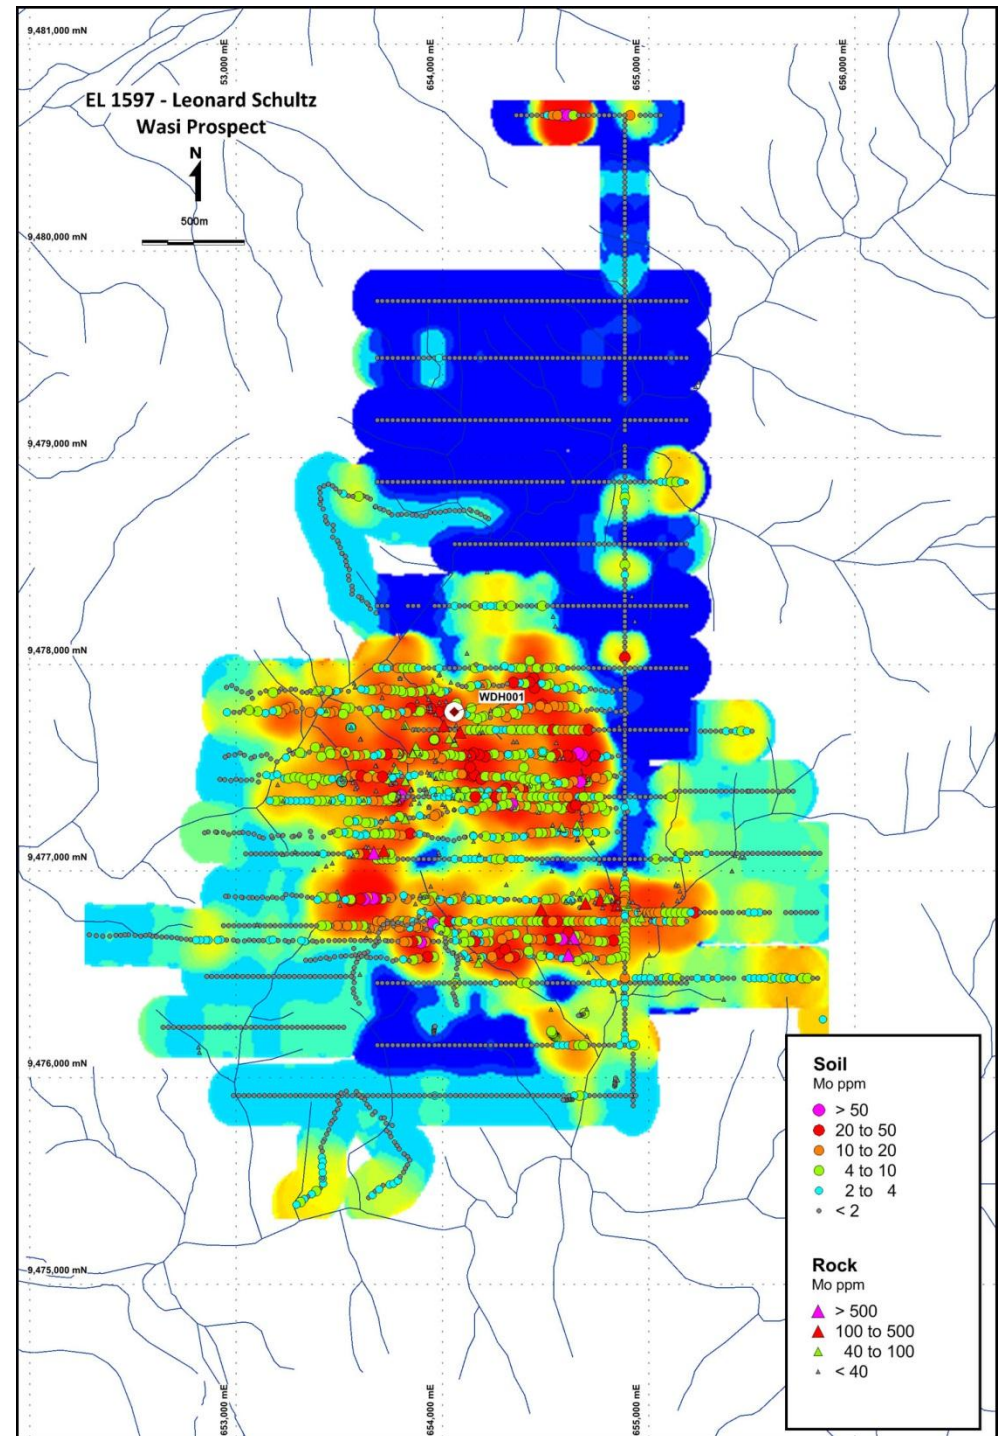 9,481,000 mN
53,000 mE
654,000 mE
655,000 mE
656,000 mE
EL 1597 - Leonard Schultz
Wasi Prospect
N
500m
9,480,000 mN
9,479,000 mN
9,478,000 mN
WDH001
9,477,000 mN
9,476,000 mN
9,475,000 mN
653,000 mE
654,000 mE
655,000 mE
Soil
Mo ppm
> 50
20 to 50
10 to 20
4 to 10
2 to 4
< 2
Rock
Mo ppm
> 500
100 to 500
40 to 100
< 40